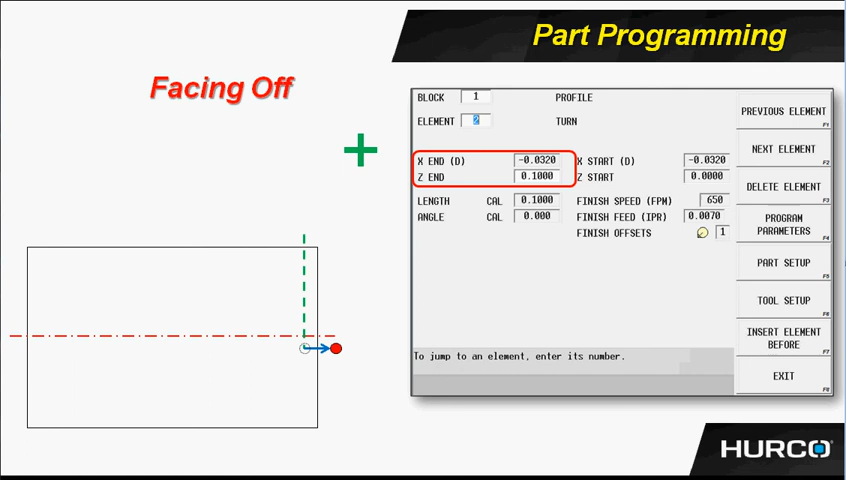 Part Programming
Facing Off
BLOCK 1 PROFILE
ELEMENT 2 TURN
X END (D) -0.0320 X START (D) -0.0320
Z END 0.1000 Z START 0.0000
LENGTH CAL 0.1000 FINISH SPEED (FPM) 650
ANGLE CAL 0.000 FINISH FEED (IPR) 0.0070
FINISH OFFSETS 1
To jump to an element, enter its number.
PREVIOUS ELEMENT
F1
NEXT ELEMENT
F2
DELETE ELEMENT
F3
PROGRAM
PARAMETERS
F4
PART SETUP
F5
TOOL SETUP
F6
INSERT ELEMENT
BEFORE
F7
EXIT
F8
HURCO